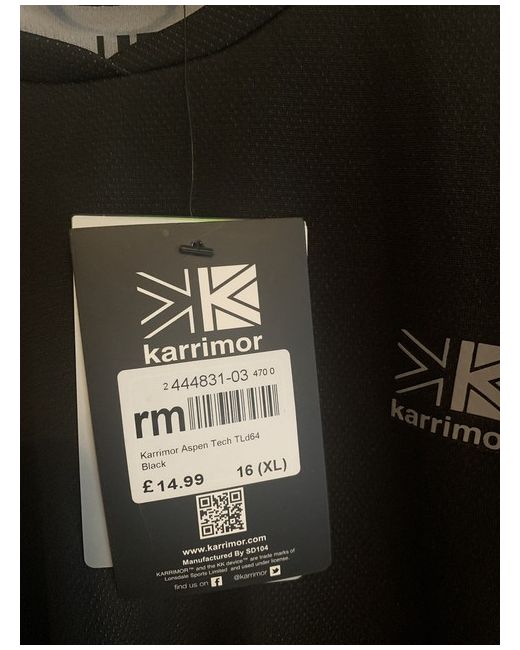 karrimor
2 444831-03 470 0
rm
Karrimor Aspen Tech TLd64
Black
£ 14.99 16 (XL)
www.karrimor.com
Manufactured By SD104
KARRIMOR™ and the KK device™ are trade marks of
Lonsdale Sports Limited and used under license.
find us on f @karrimor
karrimor